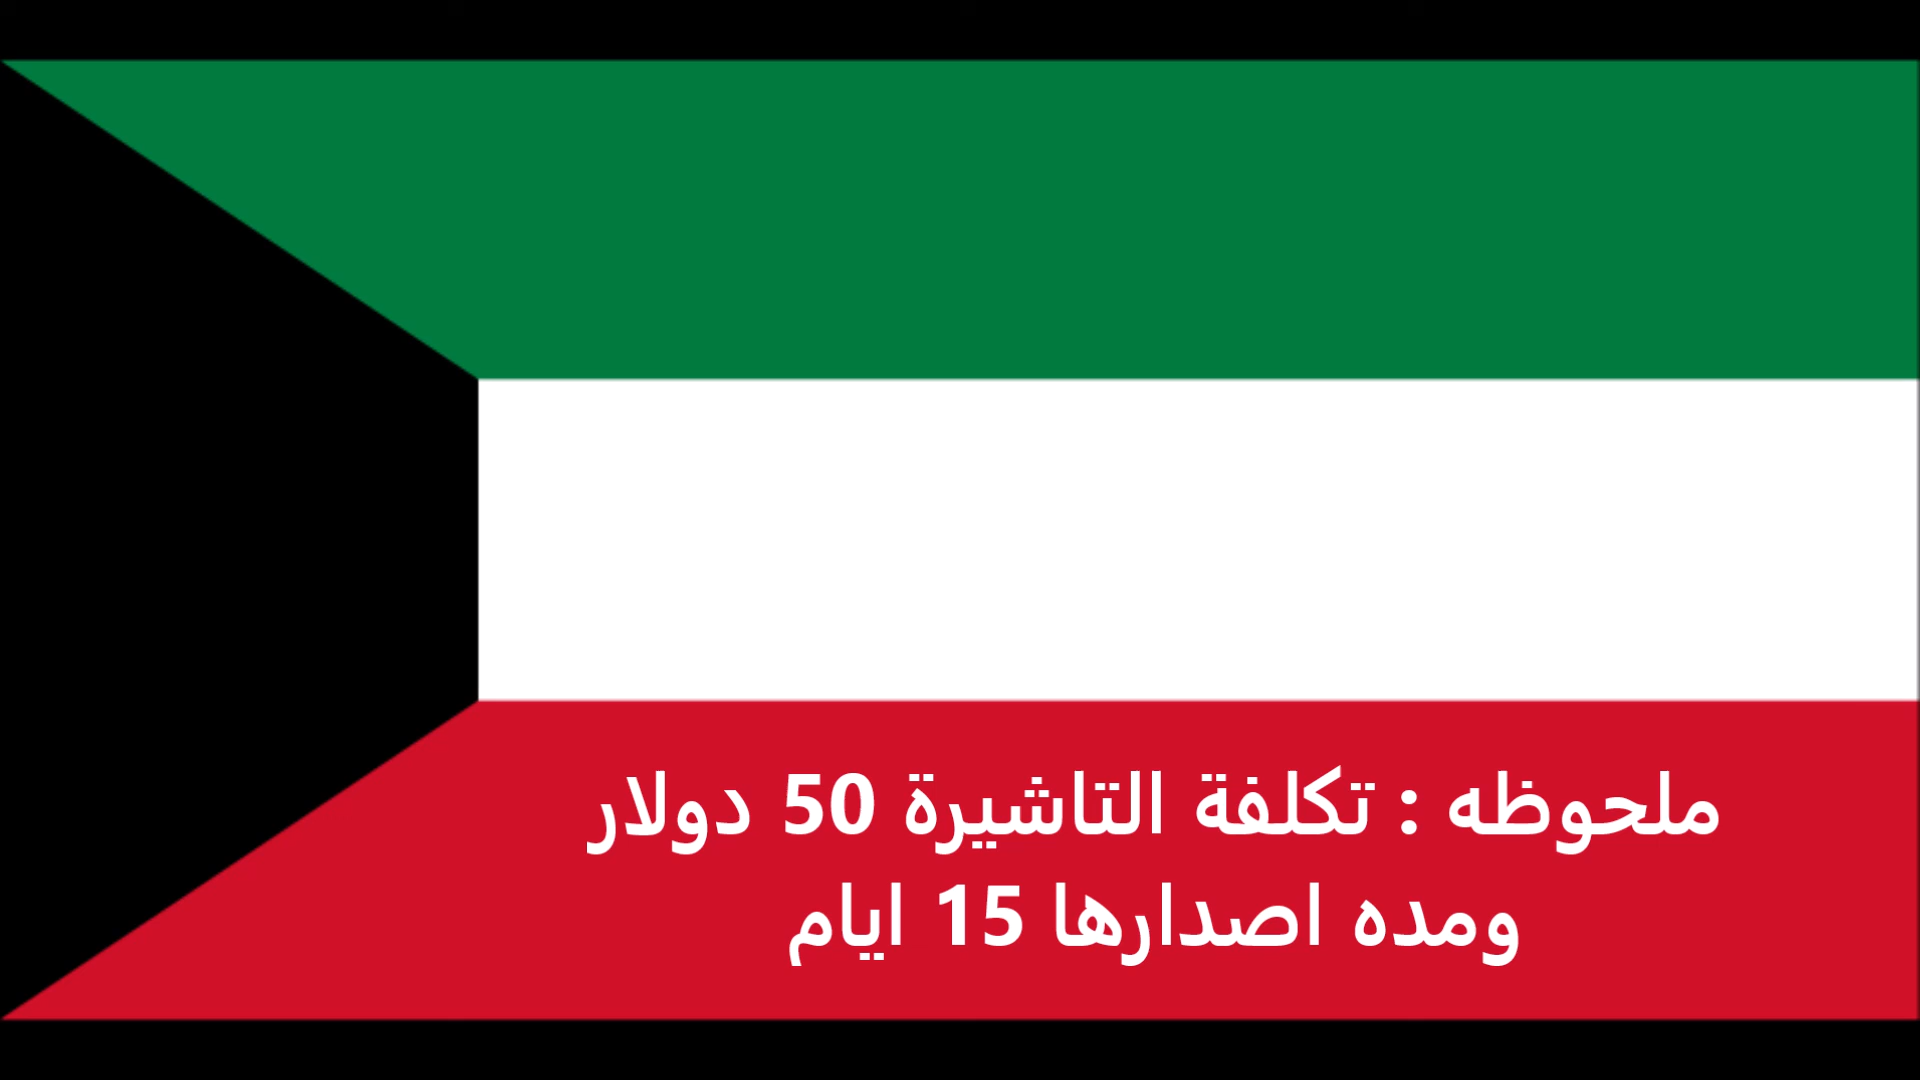 ملحوظه : تكلفة التاشيرة 50 دولار
ومده اصدارها 15 ايام